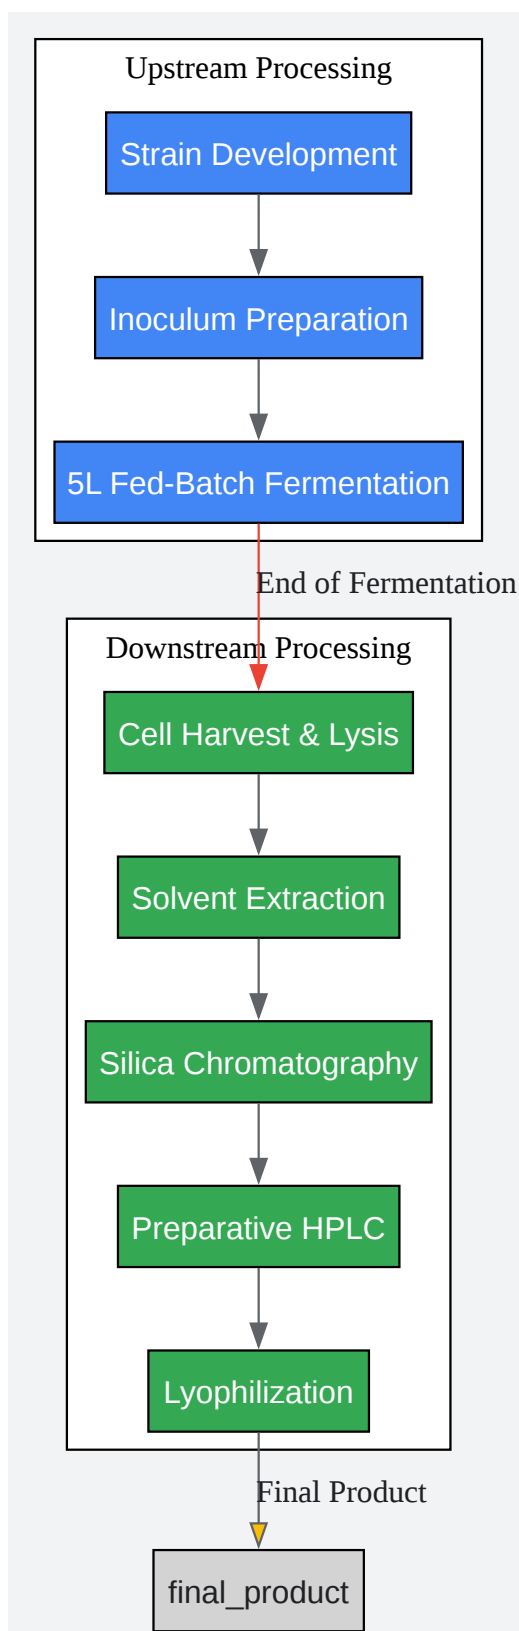 Upstream Processing
Strain Development
Inoculum Preparation
5L Fed-Batch Fermentation
End of Fermentation
Downstream Processing
Cell Harvest & Lysis
Solvent Extraction
Silica Chromatography
Preparative HPLC
Lyophilization
Final Product
final_product